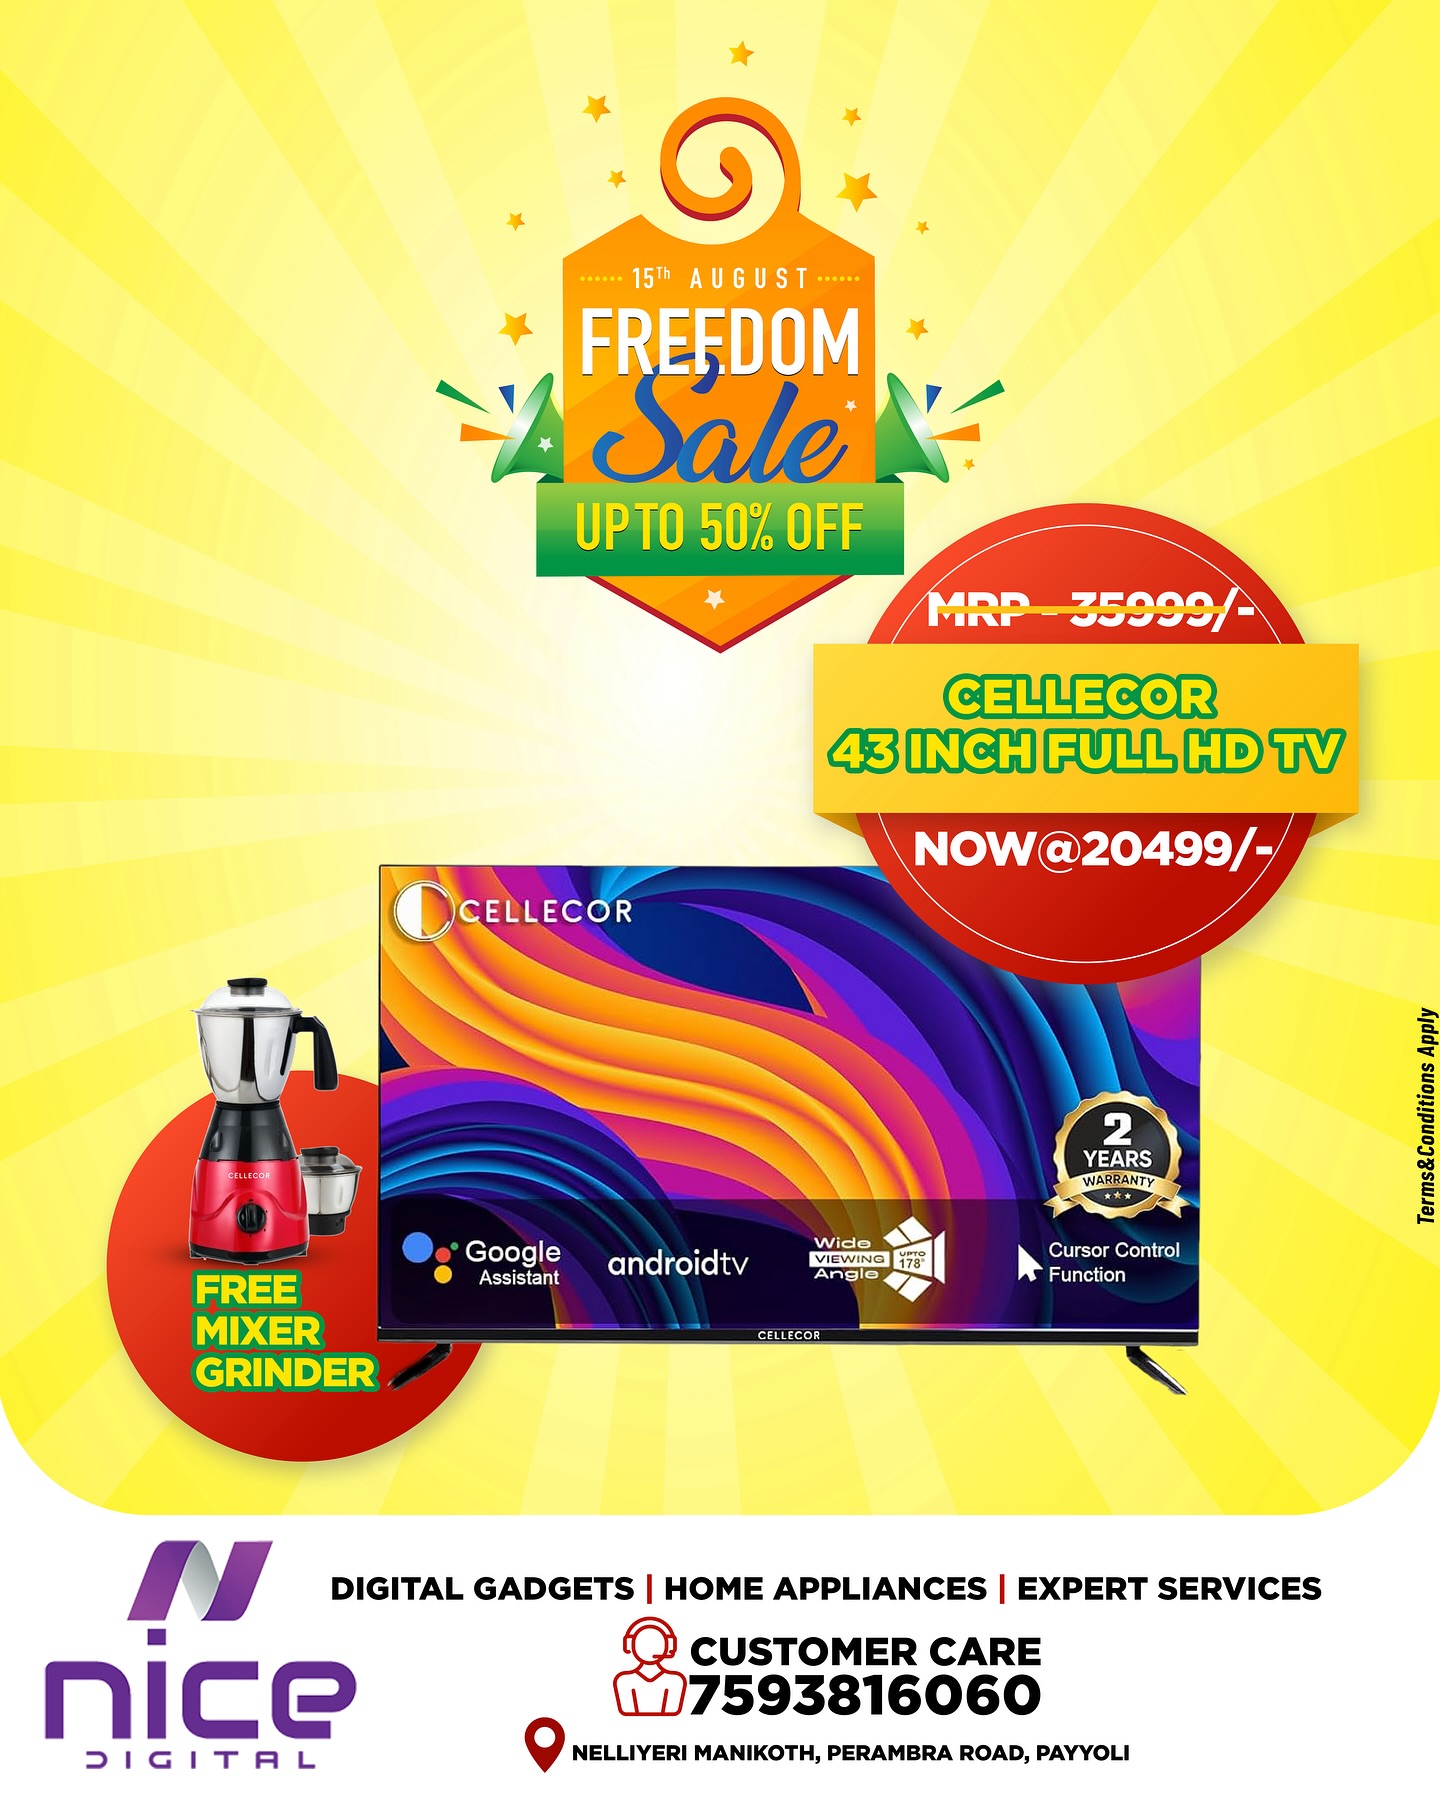 15Th AUGUST
FREEDOM
Sale
UPTO 50% OFF
MRP - 35999/-
CELLECOR
43 INCH FULL HD TV
NOW@20499/-
CELLECOR
2
YEARS
WARRANTY
Google
Assistant
androidtv
Wide
VIEWING
Angle
UPTO
178°
Cursor Control
Function
CELLECOR
CELLECOR
FREE
MIXER
GRINDER
Terms&Conditions Apply
nice
DIGITAL
DIGITAL GADGETS | HOME APPLIANCES | EXPERT SERVICES
CUSTOMER CARE
7593816060
NELLIYERI MANIKOTH, PERAMBRA ROAD, PAYYOLI